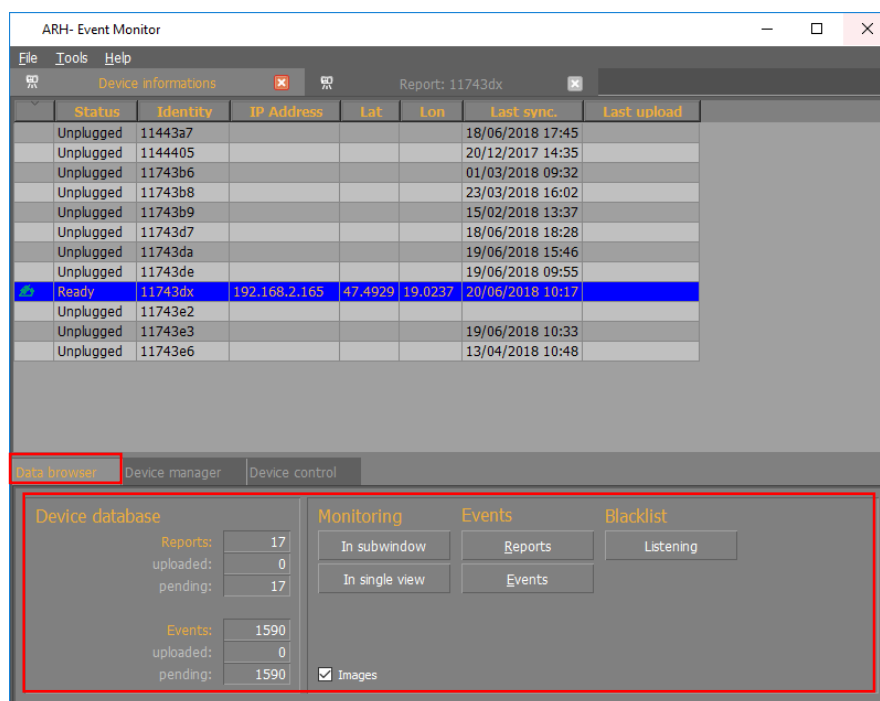 ARH- Event Monitor
File Tools Help
Device informations Report: 11743dx
Status Identity IP Address Lat Lon Last sync. Last upload
Unplugged 11443a7 18/06/2018 17:45
Unplugged 1144405 20/12/2017 14:35
Unplugged 11743b6 01/03/2018 09:32
Unplugged 11743b8 23/03/2018 16:02
Unplugged 11743b9 15/02/2018 13:37
Unplugged 11743d7 18/06/2018 18:28
Unplugged 11743da 19/06/2018 15:46
Unplugged 11743de 19/06/2018 09:55
Ready 11743dx 192.168.2.165 47.4929 19.0237 20/06/2018 10:17
Unplugged 11743e2
Unplugged 11743e3 19/06/2018 10:33
Unplugged 11743e6 13/04/2018 10:48
Data browser Device manager Device control
Device database Monitoring Events Blacklist
Reports: 17 In subwindow Reports Listening
uploaded: 0
pending: 17 In single view Events
Events: 1590
uploaded: 0
pending: 1590 Images